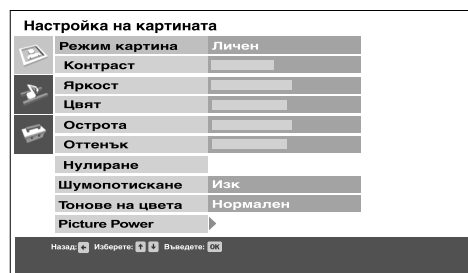 Настройка на картината
Режим картина Личен
Контраст
Яркост
Цвят
Острота
Оттенък
Нулиране
Шумопотискане Изк
Тонове на цвета Нормален
Picture Power
Назад: Изберете: Въведете: OK